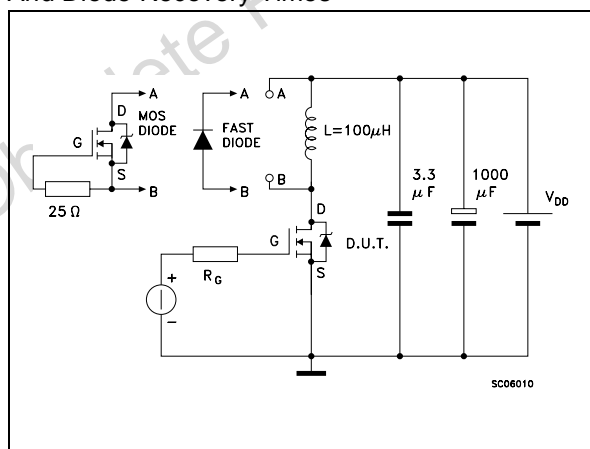 And Diode Recovery Times
A
D
MOS
DIODE
G
S
B
25 Ω
A
FAST
DIODE
B
A
L=100μH
B
D
G
D.U.T.
S
+
−
RG
3.3
μF
1000
μF
VDD
SC06010